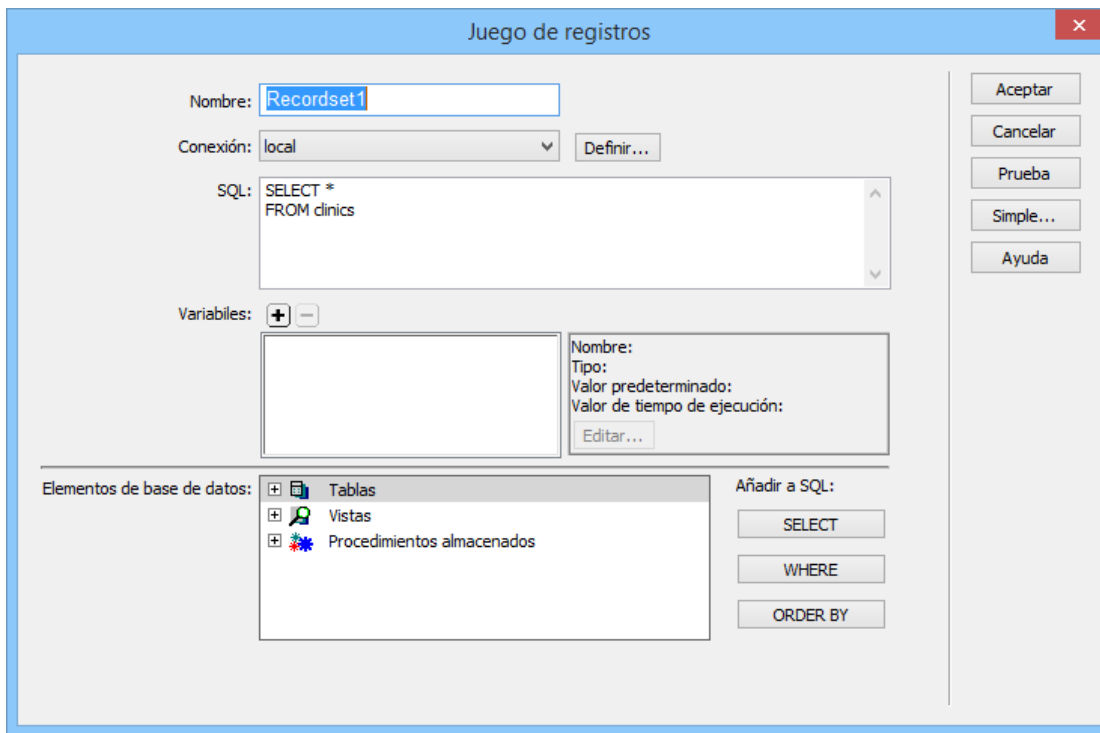 Juego de registros
Nombre: Recordset1
Aceptar
Conexión: local
Definir...
Cancelar
SQL: SELECT *
FROM clinics
Prueba
Simple...
Ayuda
Variabiles:
Nombre:
Tipo:
Valor predeterminado:
Valor de tiempo de ejecución:
Editar...
Elementos de base de datos:
Tablas
Vistas
Procedimientos almacenados
Añadir a SQL:
SELECT
WHERE
ORDER BY